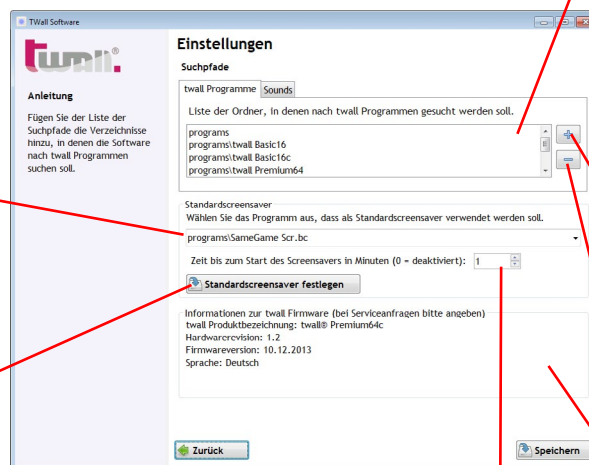 TWall Software
twall®
Anleitung
Fügen Sie der Liste der
Suchpfade die Verzeichnisse
hinzu, in denen die Software
nach twall Programmen
suchen soll.
Einstellungen
Suchpfade
twall Programme Sounds
Liste der Ordner, in denen nach twall Programmen gesucht werden soll.
programs
programs\twall Basic16
programs\twall Basic16c
programs\twall Premium64
Standardscreensaver
Wählen Sie das Programm aus, dass als Standardscreensaver verwendet werden soll.
programs\SameGame Scr.bc
Zeit bis zum Start des Screensavers in Minuten (0 = deaktiviert): 1
Standardscreensaver festlegen
Informationen zur twall Firmware (bei Serviceanfragen bitte angeben)
twall Produktbezeichnung: twall® Premium64c
Hardwarerevision: 1.2
Firmwareversion: 10.12.2013
Sprache: Deutsch
Zurück
Speichern